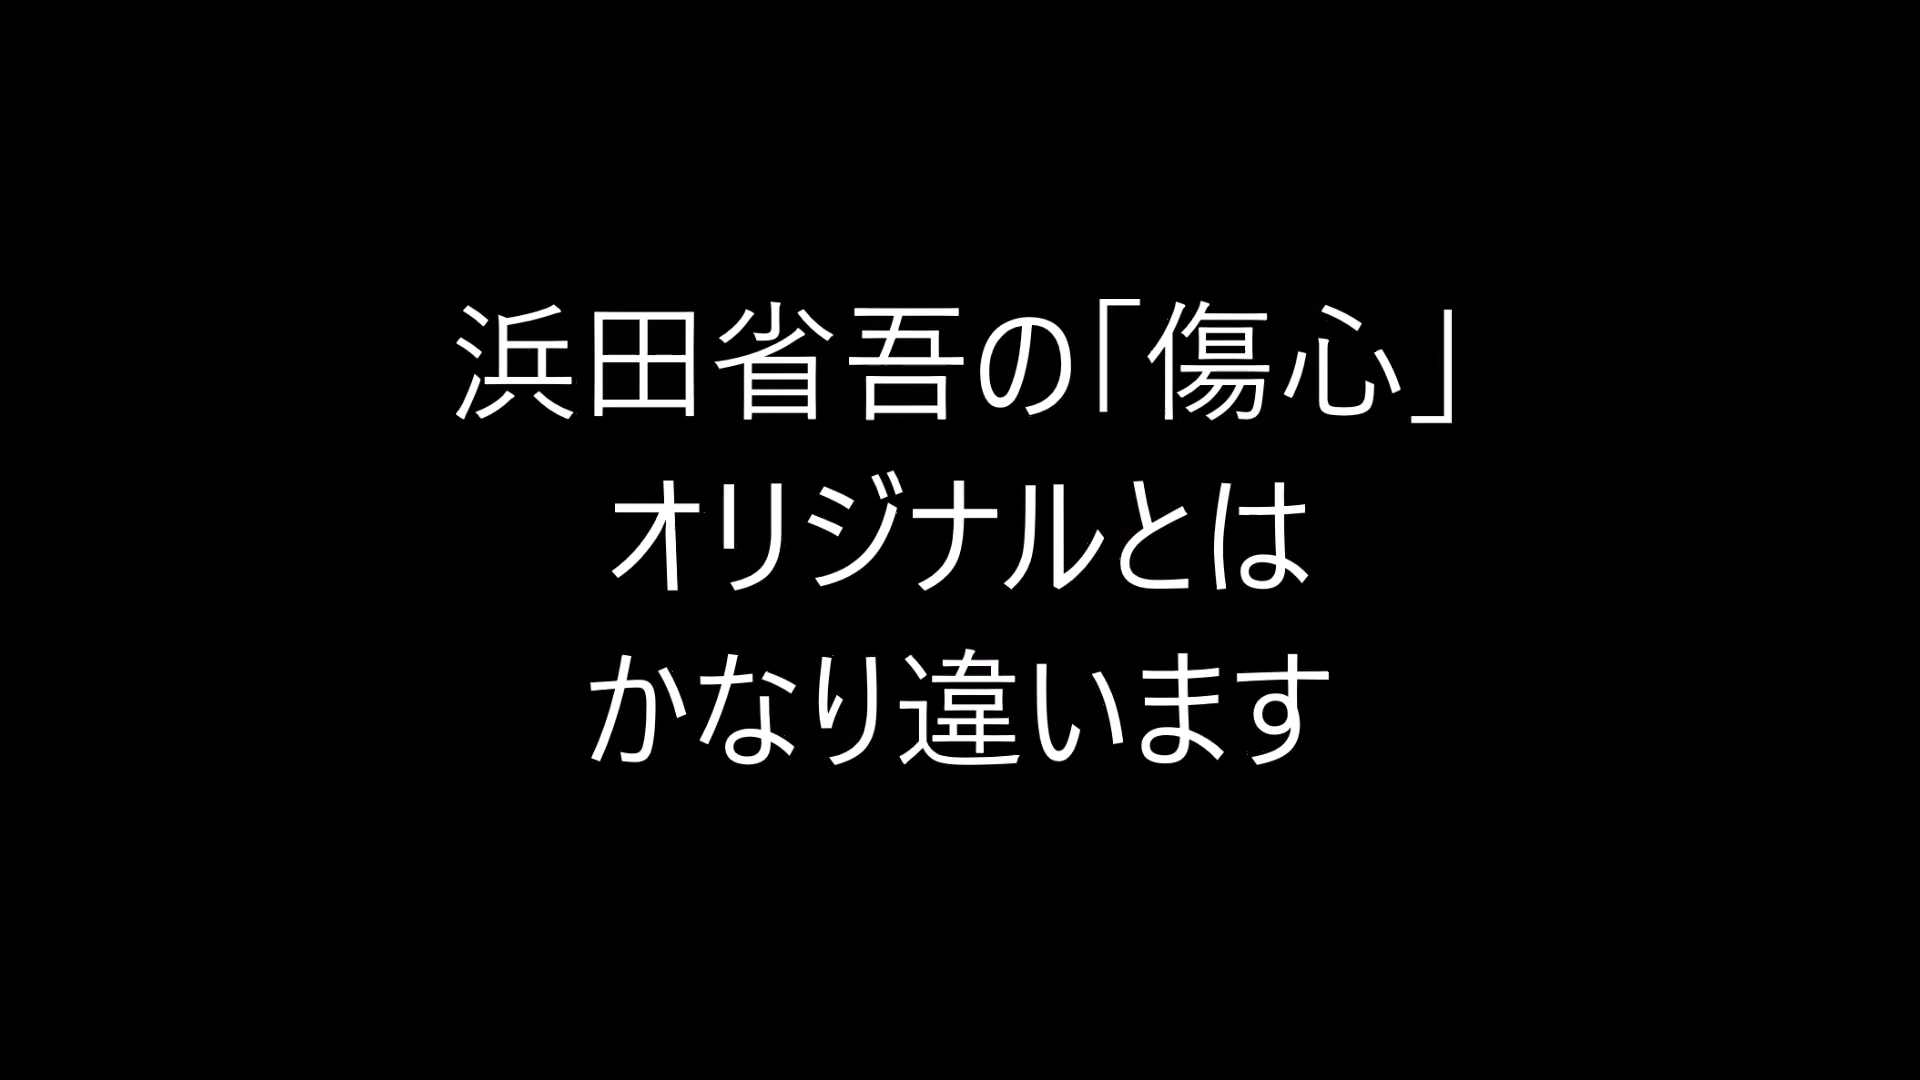 浜田省吾の「傷心」
オリジナルとは
かなり違います